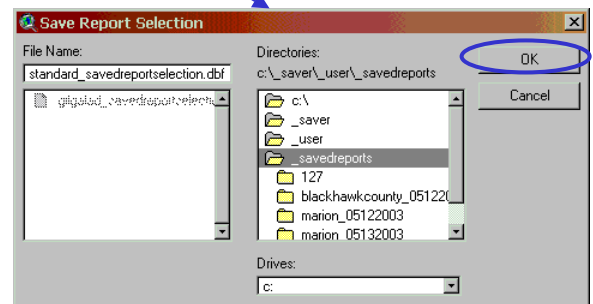 Save Report Selection
File Name:
standard_savedreportselection.dbf
Directories:
c:\_saver\_user\_savedreports
c:\
_saver
_user
_savedreports
127
blackhawkcounty_05122(
marion_05122003
marion_05132003
Drives:
c:
OK
Cancel